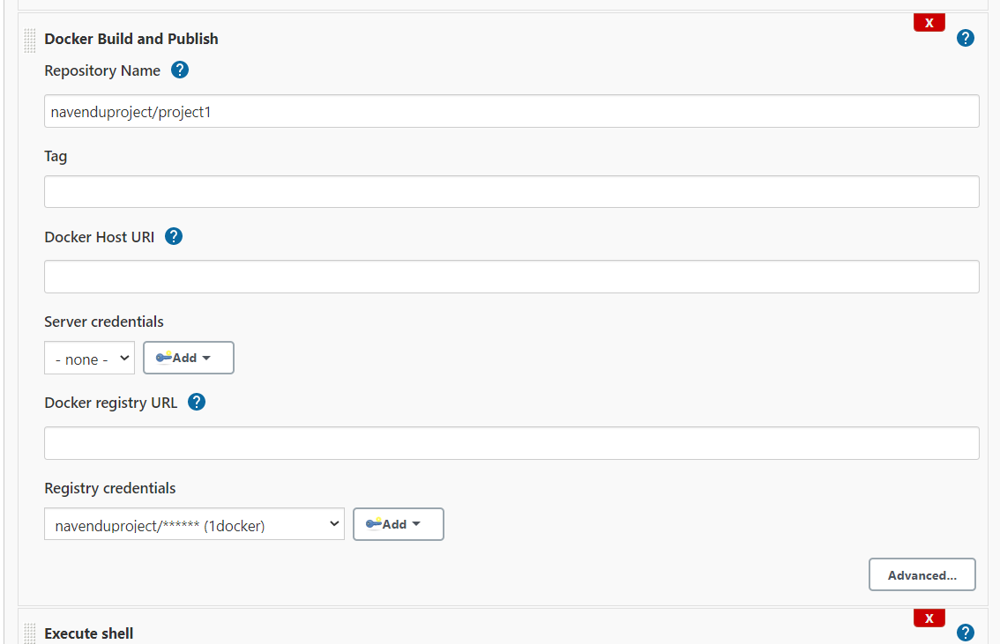 X
Docker Build and Publish ?
Repository Name ?
navenduproject/project1
Tag
Docker Host URI ?
Server credentials
- none - Add
Docker registry URL ?
Registry credentials
navenduproject/****** (1docker) Add
Advanced...
X
Execute shell ?